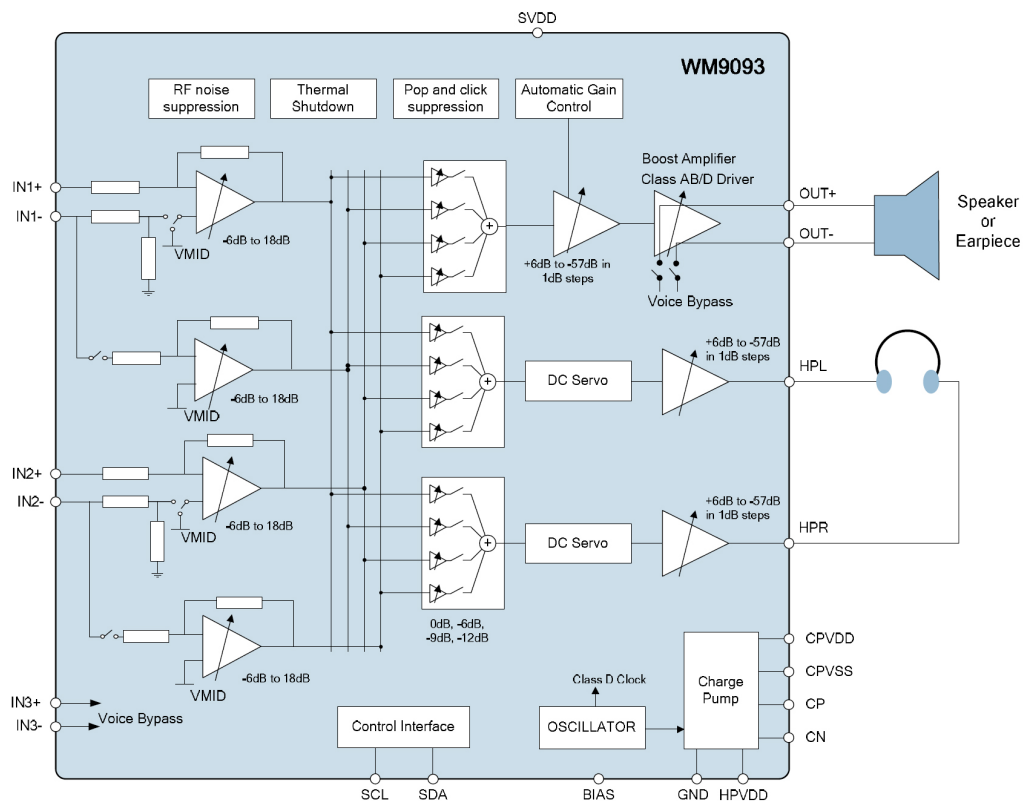 SVDD
WM9093
RF noise
suppression
Thermal
Shutdown
Pop and click
suppression
Automatic Gain
Control
IN1+
IN1-
VMID
-6dB to 18dB
Boost Amplifier
Class AB/D Driver
OUT+
OUT-
Speaker
or
Earpiece
+6dB to -57dB in
1dB steps
Voice Bypass
VMID
-6dB to 18dB
DC Servo
+6dB to -57dB
in 1dB steps
HPL
IN2+
IN2-
VMID
-6dB to 18dB
DC Servo
+6dB to -57dB
in 1dB steps
HPR
0dB, -6dB,
-9dB, -12dB
VMID
-6dB to 18dB
IN3+
IN3-
Voice Bypass
Control Interface
Class D Clock
OSCILLATOR
Charge
Pump
CPVDD
CPVSS
CP
CN
SCL
SDA
BIAS
GND
HPVDD